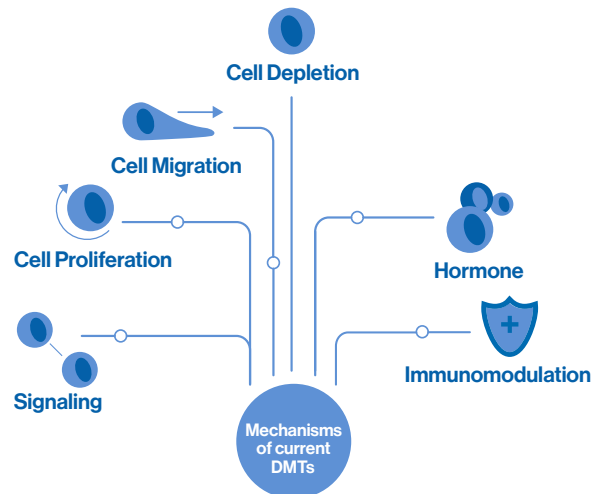 Cell Depletion
Cell Migration
Cell Proliferation
Hormone
Signaling
Immunomodulation
Mechanisms
of current
DMTs